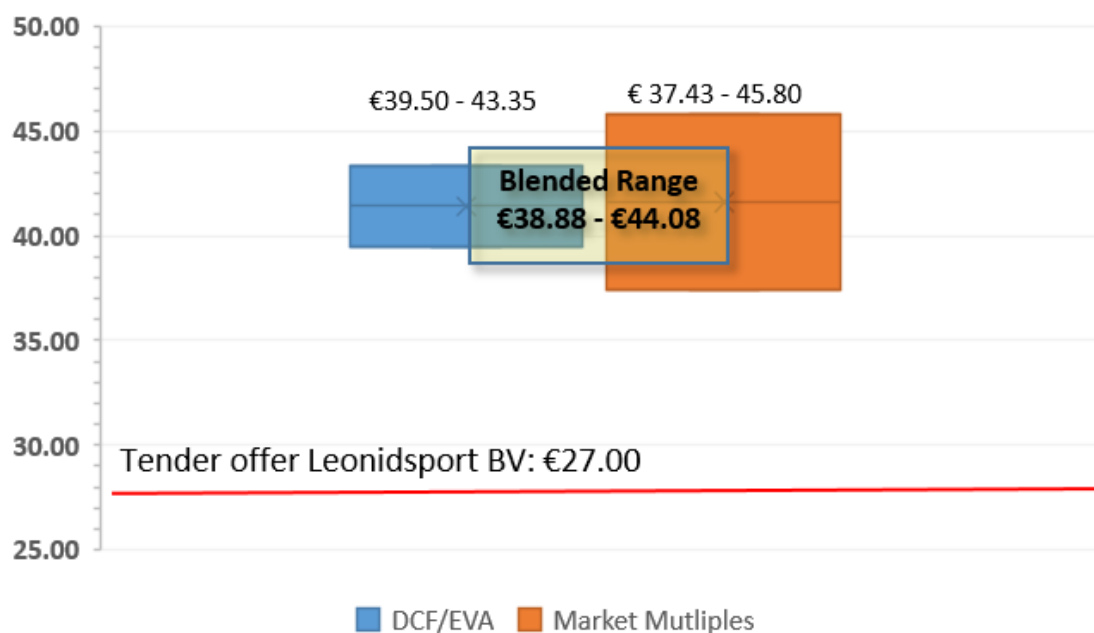 50.00
€39.50 - 43.35
€ 37.43 - 45.80
45.00
Blended Range
€38.88 - €44.08
40.00
35.00
30.00
Tender offer Leonidsport BV: €27.00
25.00
DCF/EVA
Market Mutliples